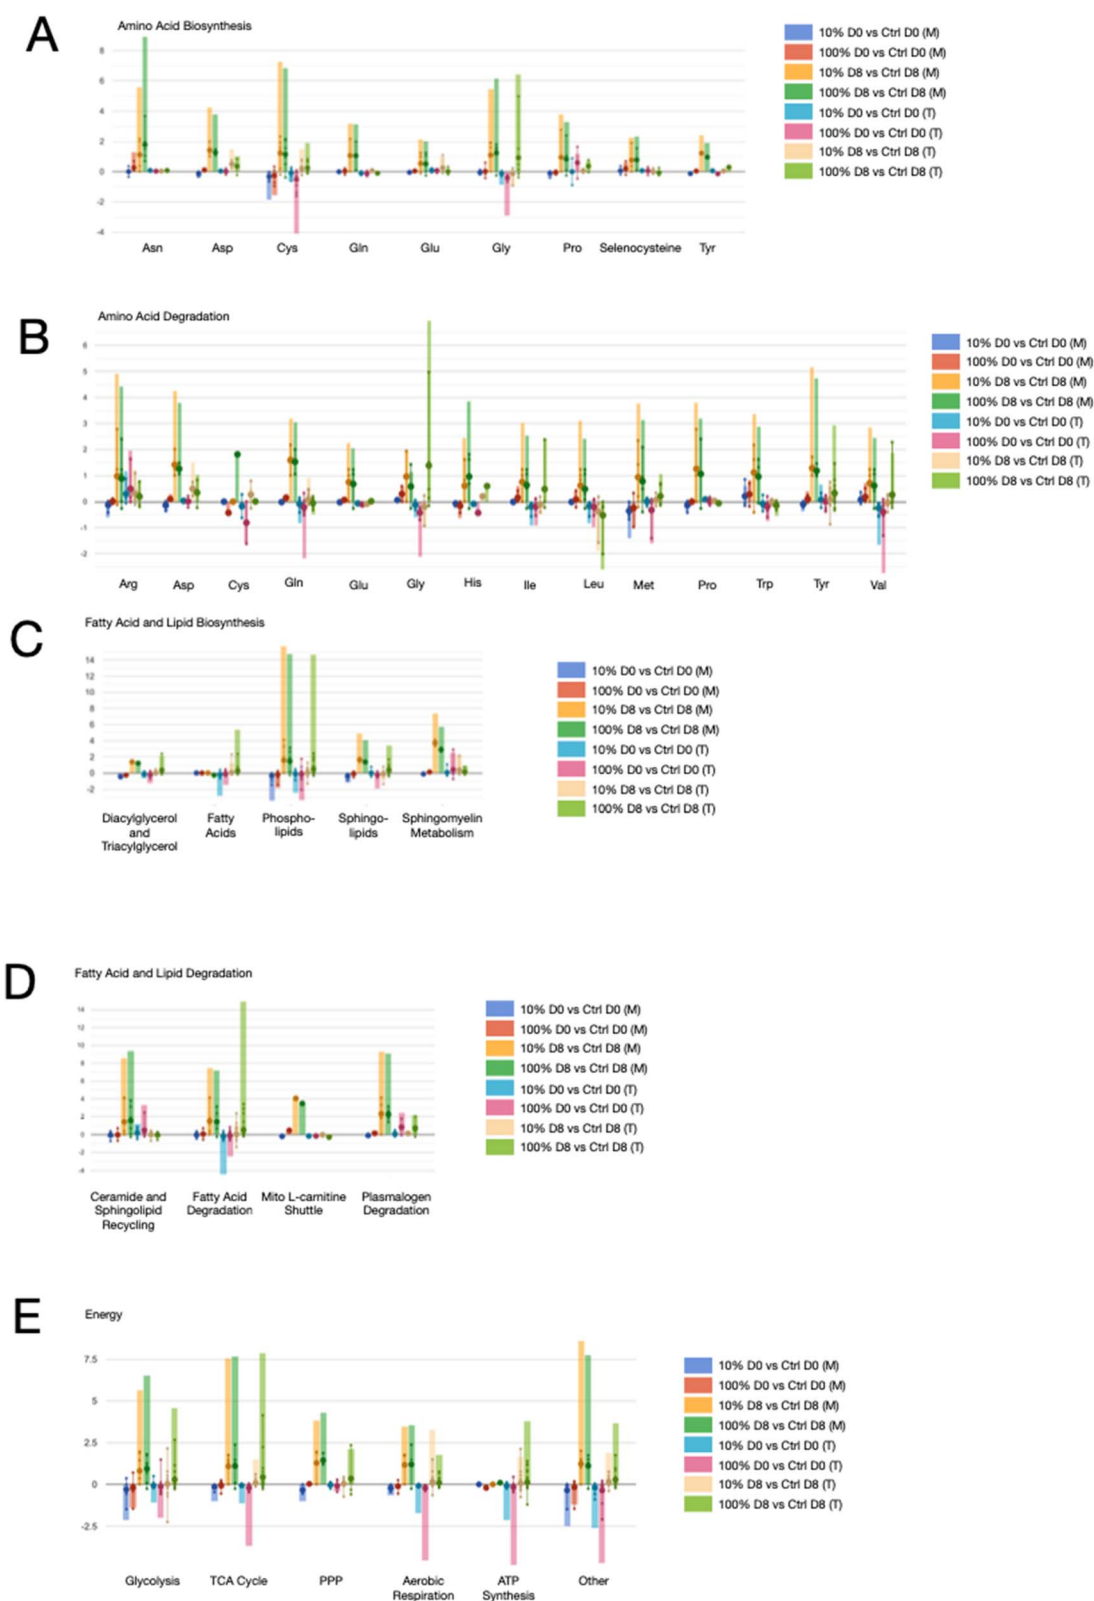 A
Amino Acid Biosynthesis
8
6
4
2
0
-2
-4
Asn Asp Cys Gln Glu Gly Pro Selenocysteine Tyr
10% D0 vs Ctrl D0 (M)
100% D0 vs Ctrl D0 (M)
10% D8 vs Ctrl D8 (M)
100% D8 vs Ctrl D8 (M)
10% D0 vs Ctrl D0 (T)
100% D0 vs Ctrl D0 (T)
10% D8 vs Ctrl D8 (T)
100% D8 vs Ctrl D8 (T)
B
Amino Acid Degradation
6
5
4
3
2
1
0
-1
-2
Arg Asp Cys Gln Glu Gly His Ile Leu Met Pro Trp Tyr Val
10% D0 vs Ctrl D0 (M)
100% D0 vs Ctrl D0 (M)
10% D8 vs Ctrl D8 (M)
100% D8 vs Ctrl D8 (M)
10% D0 vs Ctrl D0 (T)
100% D0 vs Ctrl D0 (T)
10% D8 vs Ctrl D8 (T)
100% D8 vs Ctrl D8 (T)
C
Fatty Acid and Lipid Biosynthesis
14
12
10
8
6
4
2
0
-2
Diacylglycerol Fatty Phospho- Sphingo- Sphingomyelin
and Acids lipids lipids Metabolism
Triacylglycerol
10% D0 vs Ctrl D0 (M)
100% D0 vs Ctrl D0 (M)
10% D8 vs Ctrl D8 (M)
100% D8 vs Ctrl D8 (M)
10% D0 vs Ctrl D0 (T)
100% D0 vs Ctrl D0 (T)
10% D8 vs Ctrl D8 (T)
100% D8 vs Ctrl D8 (T)
D
Fatty Acid and Lipid Degradation
14
12
10
8
6
4
2
0
-2
-4
Ceramide and Fatty Acid Mito L-carnitine Plasmalogen
Sphingolipid Degradation Shuttle Degradation
Recycling
10% D0 vs Ctrl D0 (M)
100% D0 vs Ctrl D0 (M)
10% D8 vs Ctrl D8 (M)
100% D8 vs Ctrl D8 (M)
10% D0 vs Ctrl D0 (T)
100% D0 vs Ctrl D0 (T)
10% D8 vs Ctrl D8 (T)
100% D8 vs Ctrl D8 (T)
E
Energy
7.5
5
2.5
0
-2.5
Glycolysis TCA Cycle PPP Aerobic ATP Other
Respiration Synthesis
10% D0 vs Ctrl D0 (M)
100% D0 vs Ctrl D0 (M)
10% D8 vs Ctrl D8 (M)
100% D8 vs Ctrl D8 (M)
10% D0 vs Ctrl D0 (T)
100% D0 vs Ctrl D0 (T)
10% D8 vs Ctrl D8 (T)
100% D8 vs Ctrl D8 (T)